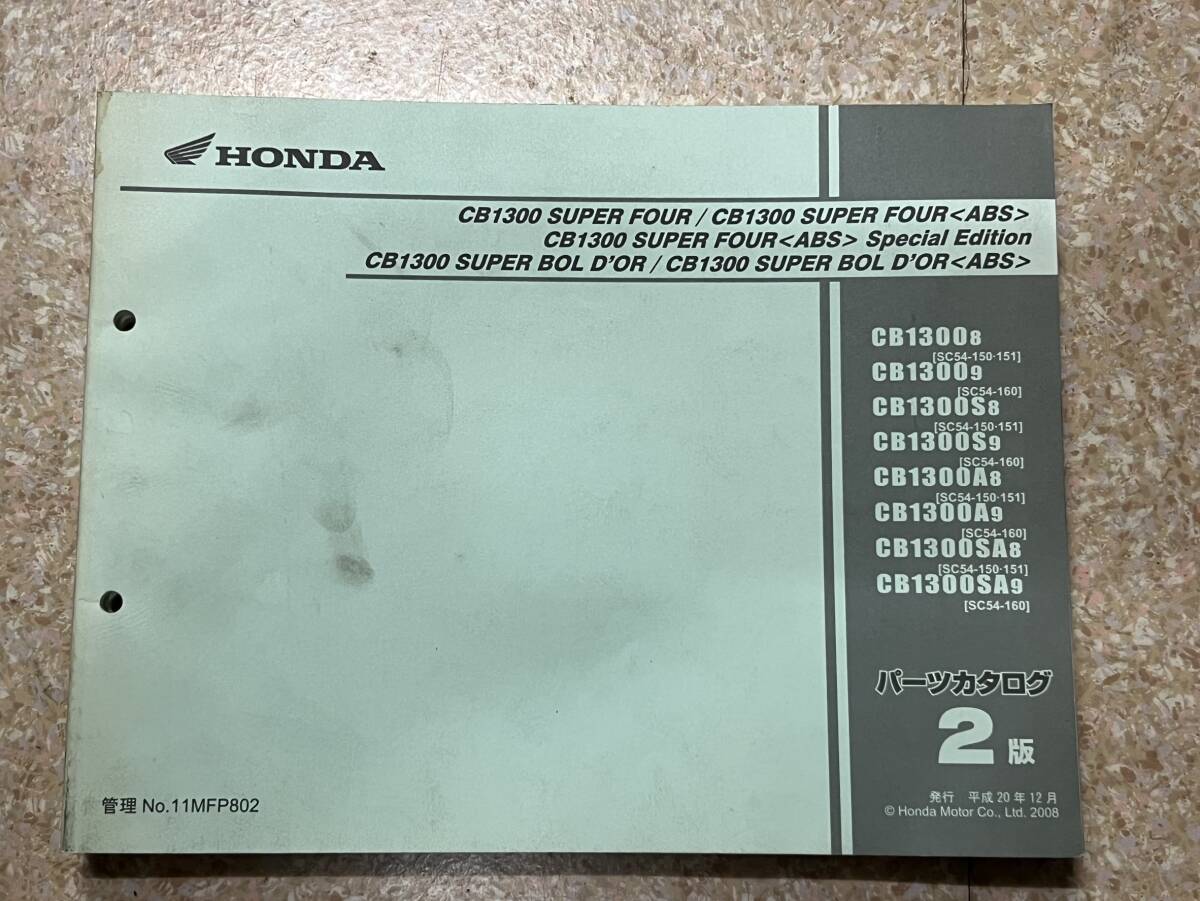 HONDA
CB1300 SUPER FOUR / CB1300 SUPER FOUR<ABS>
CB1300 SUPER FOUR<ABS> Special Edition
CB1300 SUPER BOL D'OR / CB1300 SUPER BOL D'OR<ABS>
CB13008
[SC54-150·151]
CB13009
[SC54-160]
CB1300S8
[SC54-150·151]
CB1300S9
[SC54-160]
CB1300A8
[SC54-150·151]
CB1300A9
[SC54-160]
CB1300SA8
[SC54-150·151]
CB1300SA9
[SC54-160]
パーツカタログ
2版
管理 No.11MFP802
発行 平成20年12月
© Honda Motor Co., Ltd. 2008